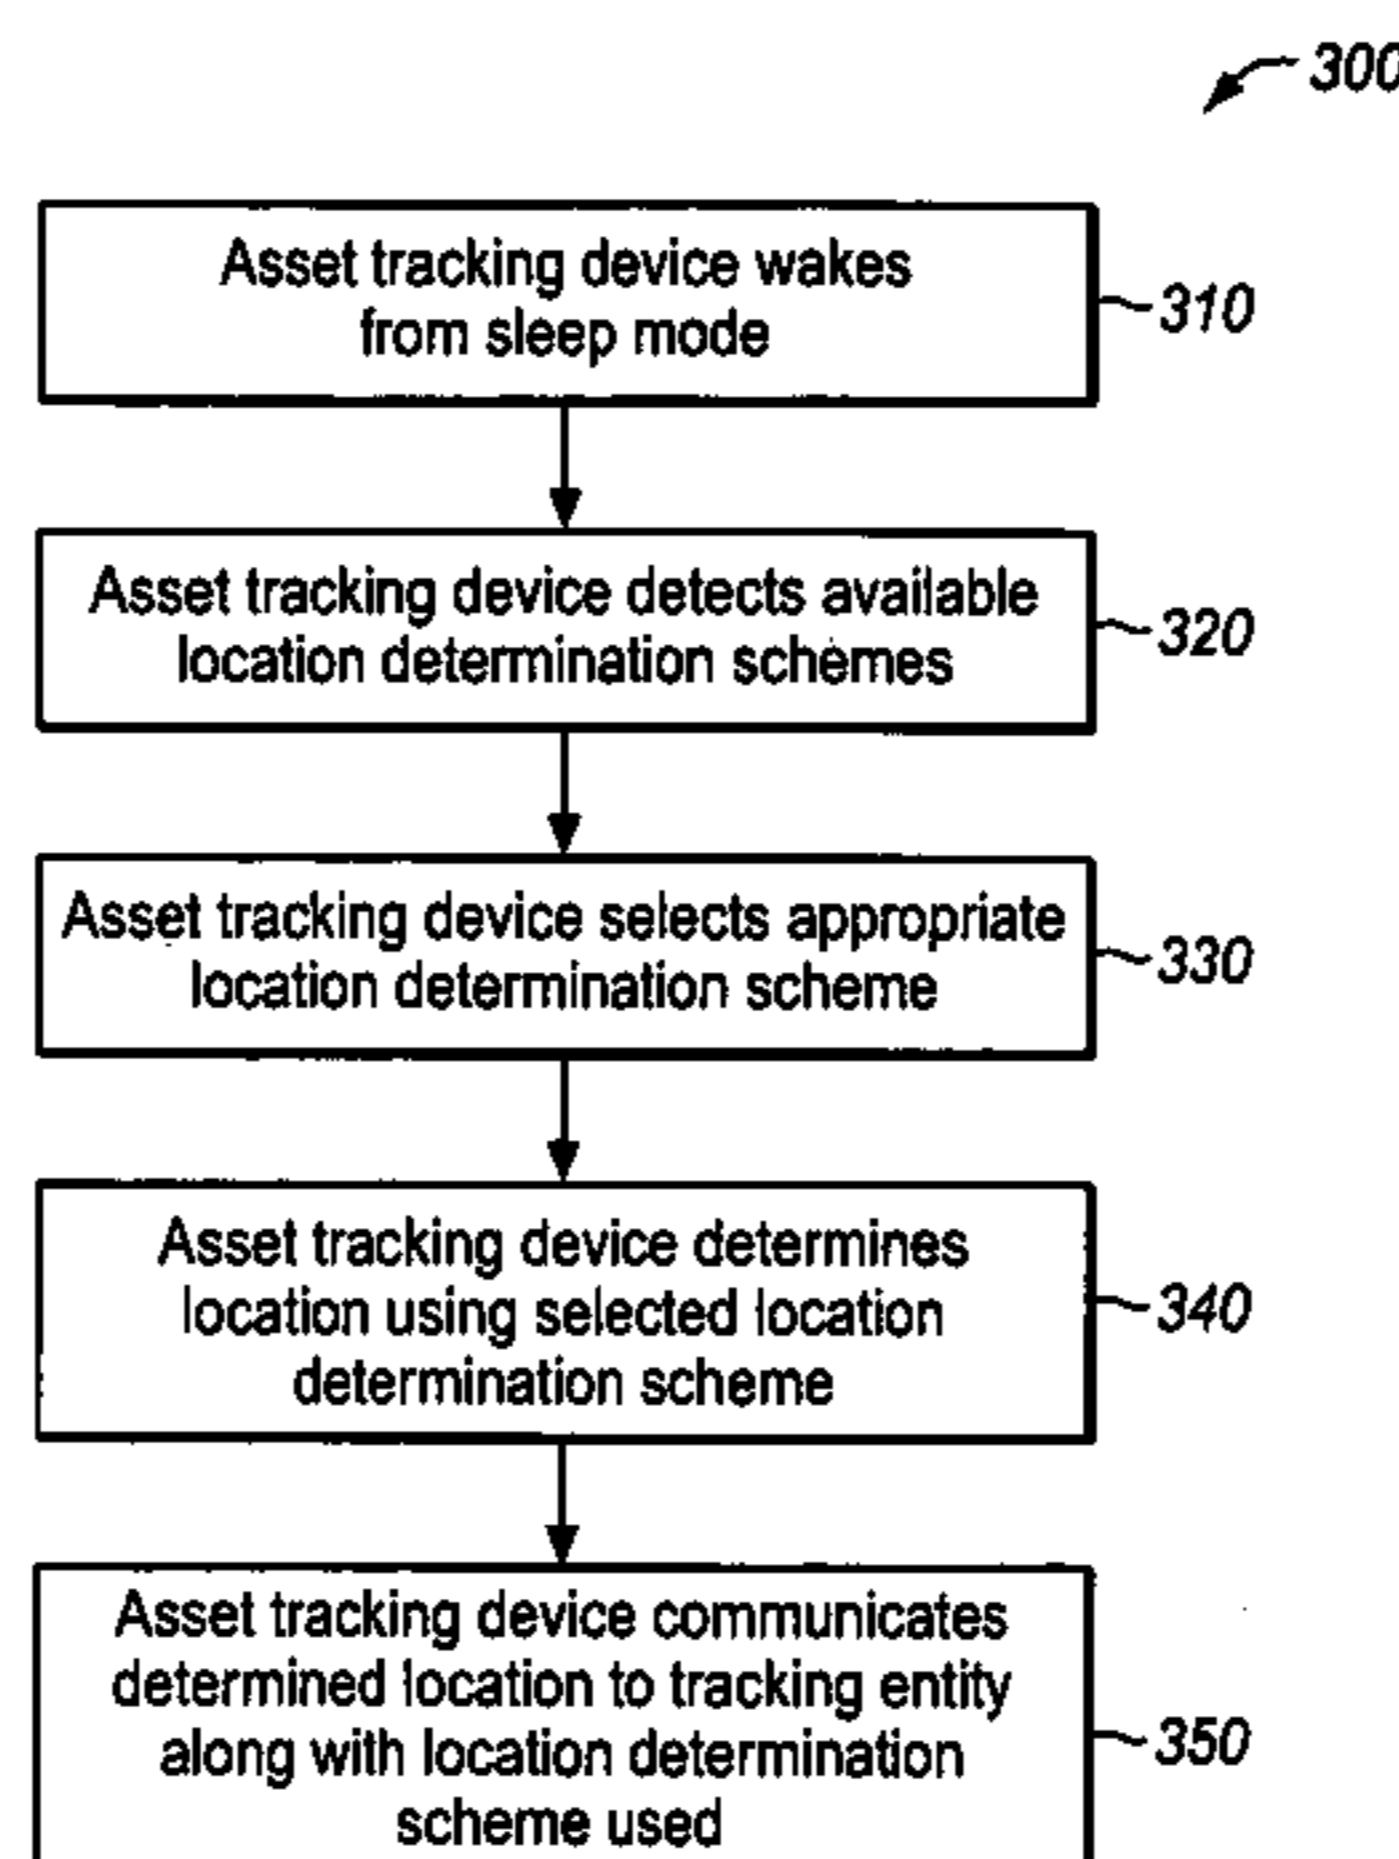 300
Asset tracking device wakes
from sleep mode
310
Asset tracking device detects available
location determination schemes
320
Asset tracking device selects appropriate
location determination scheme
330
Asset tracking device determines
location using selected location
determination scheme
340
Asset tracking device communicates
determined location to tracking entity
along with location determination
scheme used
350